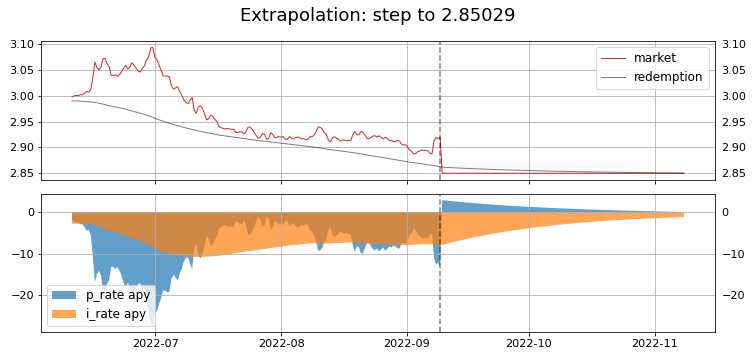 Extrapolation: step to 2.85029
3.10 3.10
market
redemption
3.05 3.05
3.00 3.00
2.95 2.95
2.90 2.90
2.85 2.85
0 0
−10 −10
−20 −20
p_rate apy
i_rate apy
2022-07 2022-08 2022-09 2022-10 2022-11